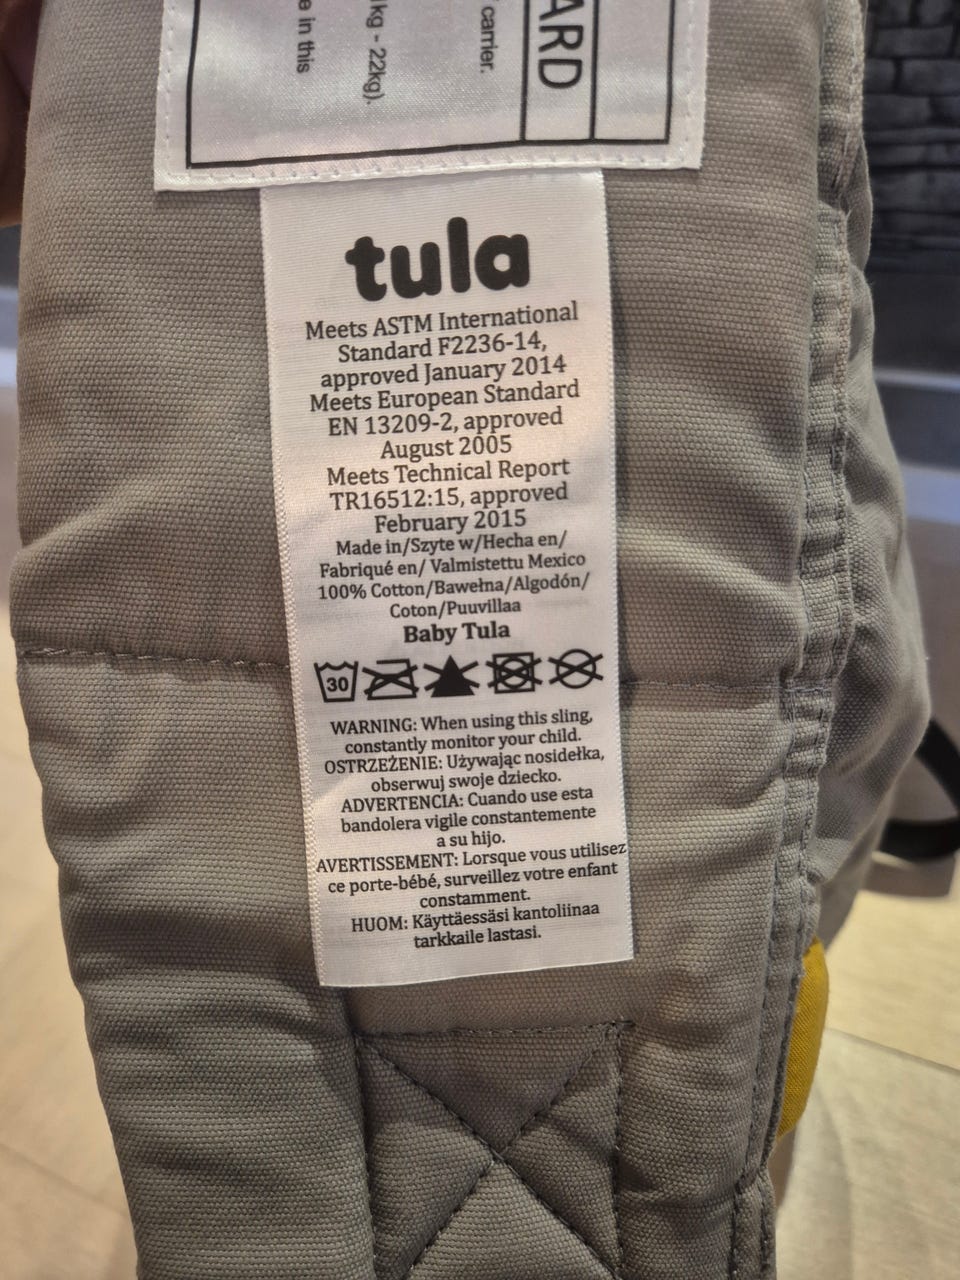 ARD
carrier.
kg - 22kg).
e in this
tula
Meets ASTM International
Standard F2236-14,
approved January 2014
Meets European Standard
EN 13209-2, approved
August 2005
Meets Technical Report
TR16512:15, approved
February 2015
Made in/Szyte w/Hecha en/
Fabriqué en/ Valmistettu Mexico
100% Cotton/Bawełna/Algodón/
Coton/Puuvillaa
Baby Tula
30
WARNING: When using this sling,
constantly monitor your child.
OSTRZEŻENIE: Używając nosidełka,
obserwuj swoje dziecko.
ADVERTENCIA: Cuando use esta
bandolera vigile constantemente
a su hijo.
AVERTISSEMENT: Lorsque vous utilisez
ce porte-bébé, surveillez votre enfant
constamment.
HUOM: Käyttäessäsi kantoliinaa
tarkkaile lastasi.